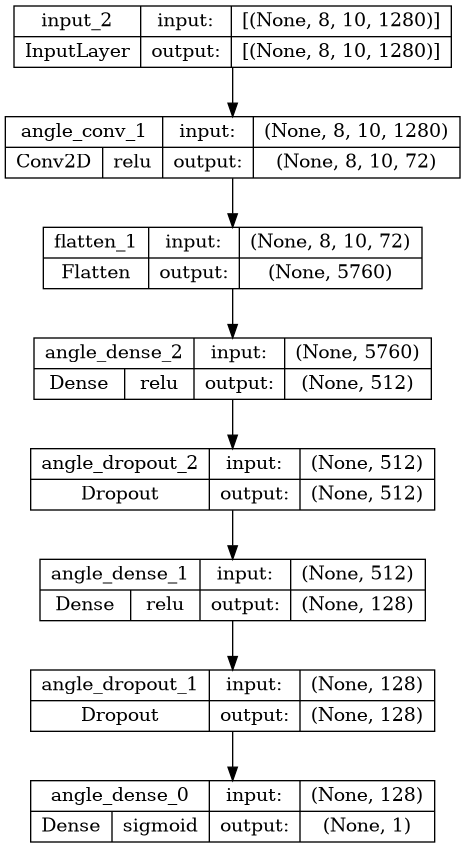 input_2 input: [(None, 8, 10, 1280)]
InputLayer output: [(None, 8, 10, 1280)]
angle_conv_1 input: (None, 8, 10, 1280)
Conv2D relu output: (None, 8, 10, 72)
flatten_1 input: (None, 8, 10, 72)
Flatten output: (None, 5760)
angle_dense_2 input: (None, 5760)
Dense relu output: (None, 512)
angle_dropout_2 input: (None, 512)
Dropout output: (None, 512)
angle_dense_1 input: (None, 512)
Dense relu output: (None, 128)
angle_dropout_1 input: (None, 128)
Dropout output: (None, 128)
angle_dense_0 input: (None, 128)
Dense sigmoid output: (None, 1)